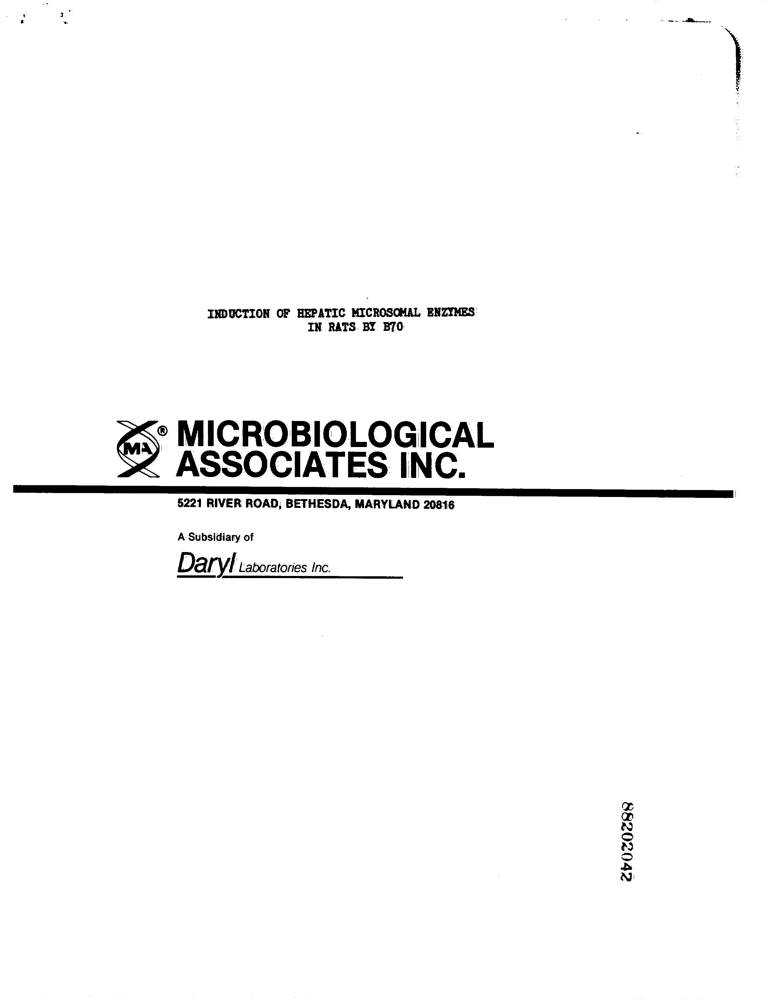 INDUCTION OF HEPATIC MICROSOMAL ENZYMES
IN RATS BY B70
MA®
MICROBIOLOGICAL
ASSOCIATES INC.
5221 RIVER ROAD, BETHESDA, MARYLAND 20816
A Subsidiary of
Daryl Laboratories Inc.
88202042